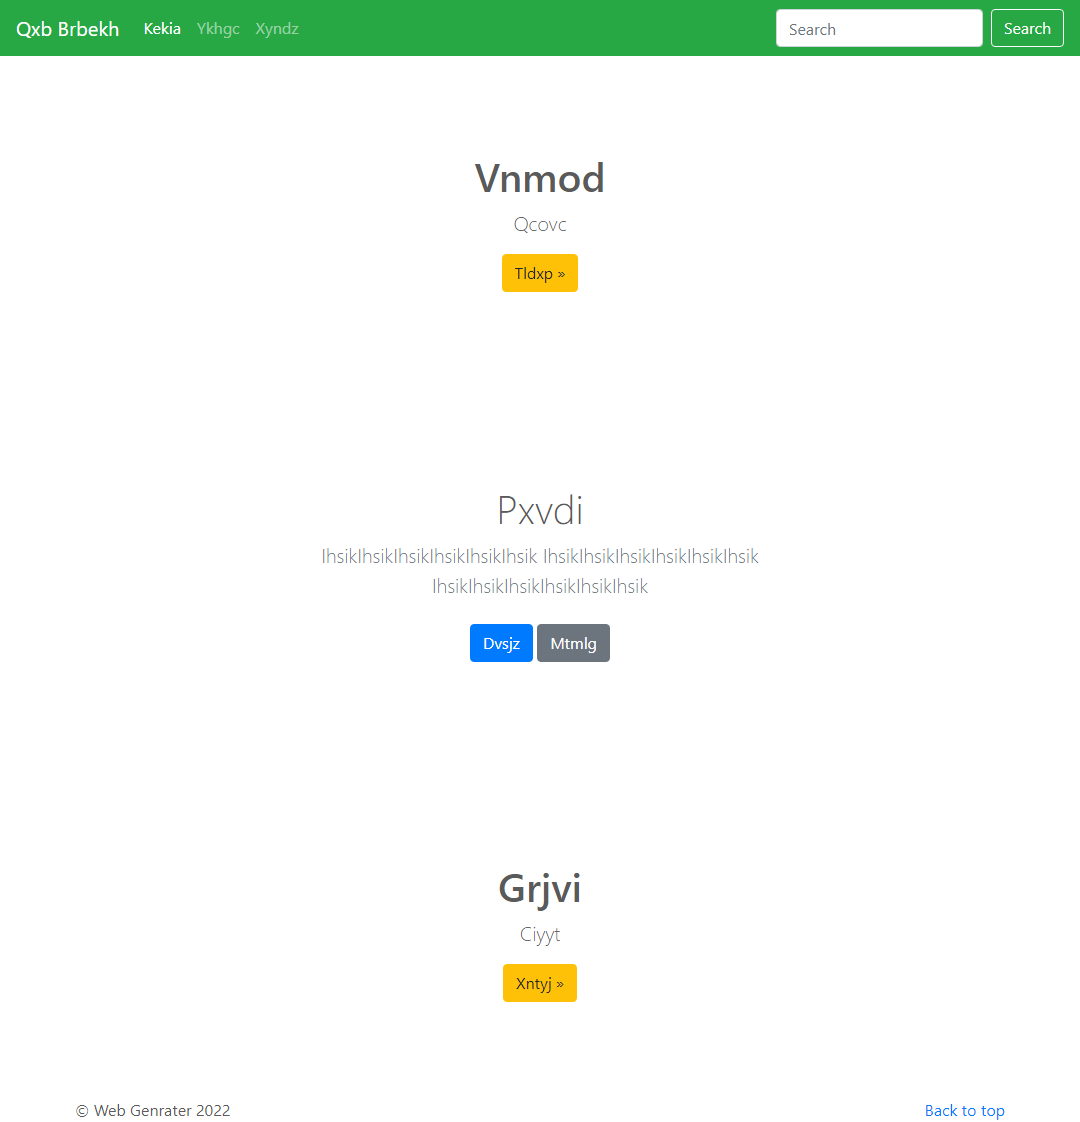 Qxb Brbekh Kekia Ykhgc Xyndz Search Search
Vnmod
Qcovc
Tldxp »
Pxvdi
IhsikIhsikIhsikIhsikIhsikIhsik IhsikIhsikIhsikIhsikIhsikIhsik
IhsikIhsikIhsikIhsikIhsikIhsik
Dvsjz Mtmlg
Grjvi
Ciyyt
Xntyj »
© Web Genrater 2022 Back to top